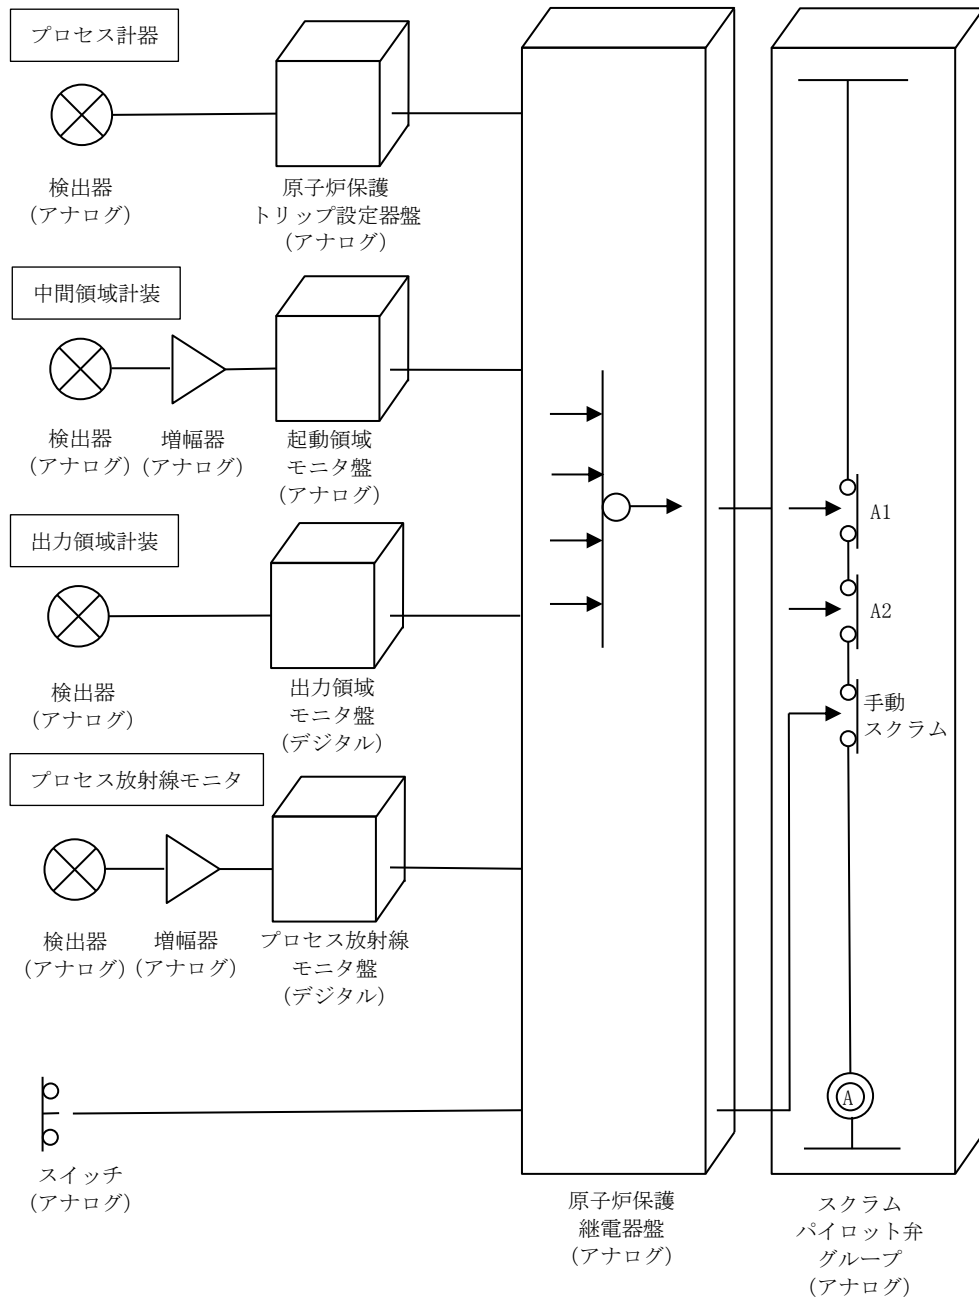 プロセス計器
検出器
(アナログ)
原子炉保護
トリップ設定器盤
(アナログ)
中間領域計装
検出器
(アナログ)
増幅器
(アナログ)
起動領域
モニタ盤
(アナログ)
出力領域計装
検出器
(アナログ)
出力領域
モニタ盤
(デジタル)
プロセス放射線モニタ
検出器
(アナログ)
増幅器
(アナログ)
プロセス放射線
モニタ盤
(デジタル)
スイッチ
(アナログ)
原子炉保護
継電器盤
(アナログ)
A1
A2
手動
スクラム
A
スクラム
パイロット弁
グループ
(アナログ)